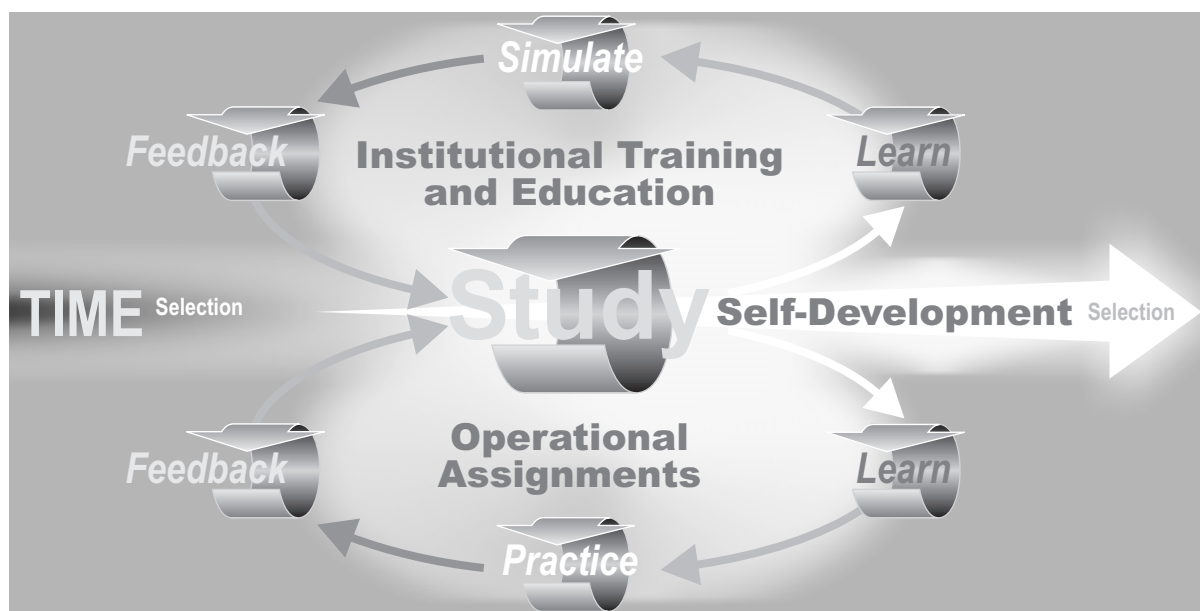 Simulate
Feedback
Learn
Institutional Training
and Education
TIME
Selection
Study
Self-Development
Selection
Operational
Assignments
Feedback
Learn
Practice